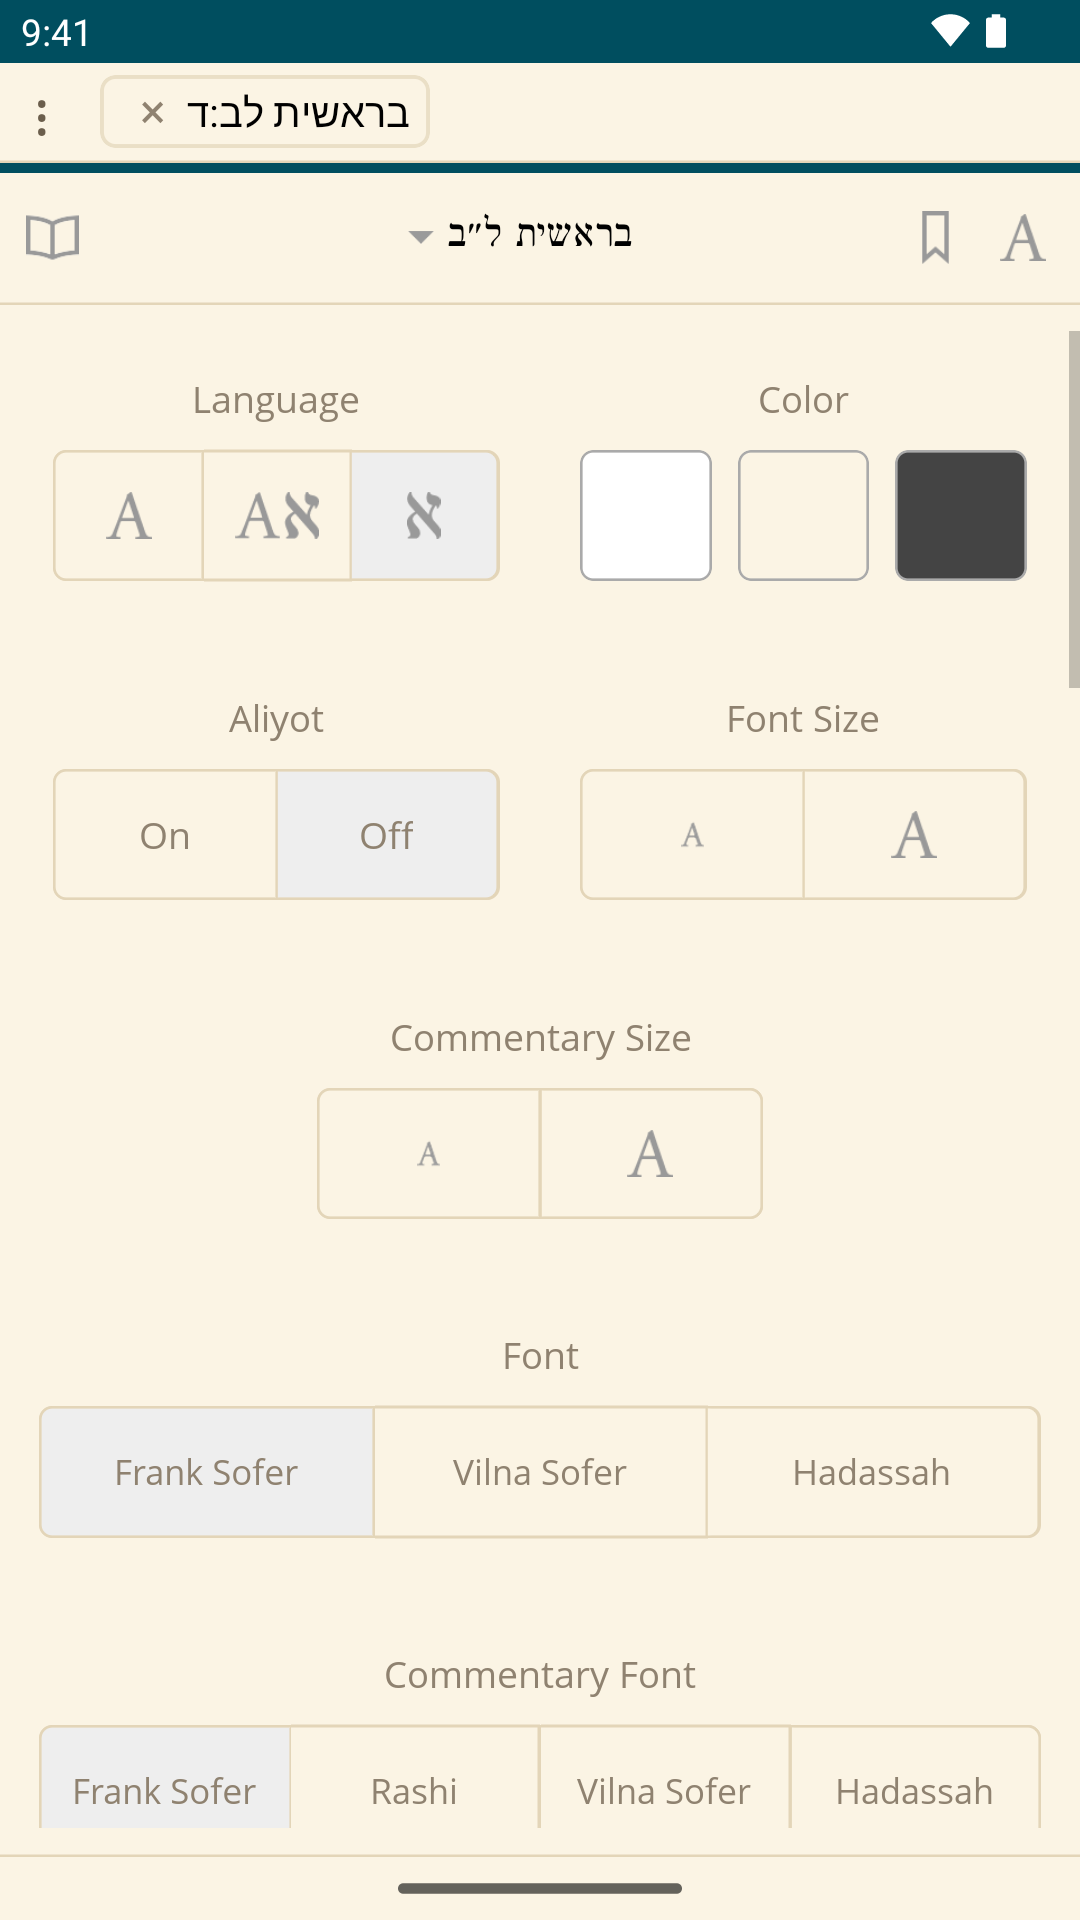 9:41
בראשית לב:ד
בראשית ל״ב
A
Language
Color
A
Aא
א
Aliyot
Font Size
On
Off
A
A
Commentary Size
A
A
Font
Frank Sofer
Vilna Sofer
Hadassah
Commentary Font
Frank Sofer
Rashi
Vilna Sofer
Hadassah